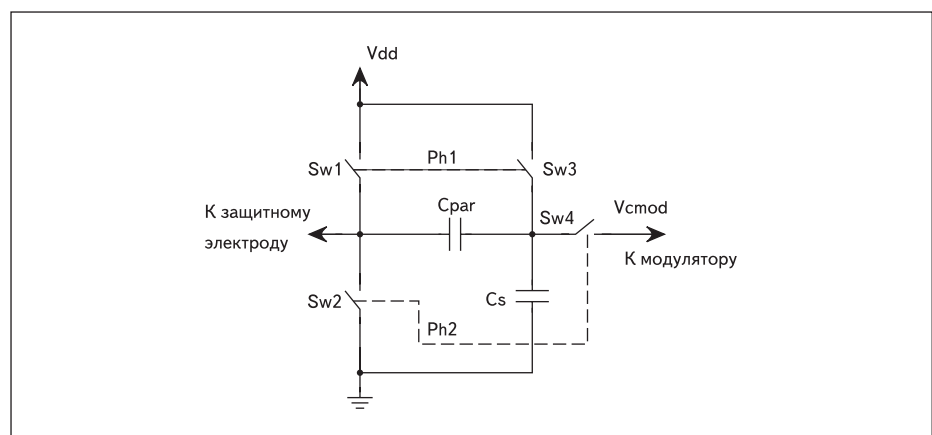 Vdd
Sw1
Ph1
Sw3
К защитному
электроду
Cpar
Sw4
Vcmod
К модулятору
Sw2
Cs
Ph2